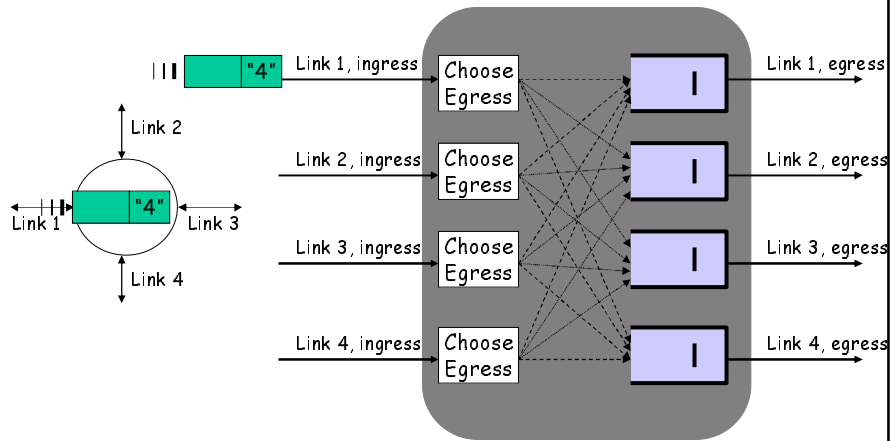 “4”
Link 1, ingress
Choose
Egress
Link 1, egress
Link 2
Link 2, ingress
Choose
Egress
Link 2, egress
“4”
Link 1
Link 3
Link 3, ingress
Choose
Egress
Link 3, egress
Link 4
Link 4, ingress
Choose
Egress
Link 4, egress